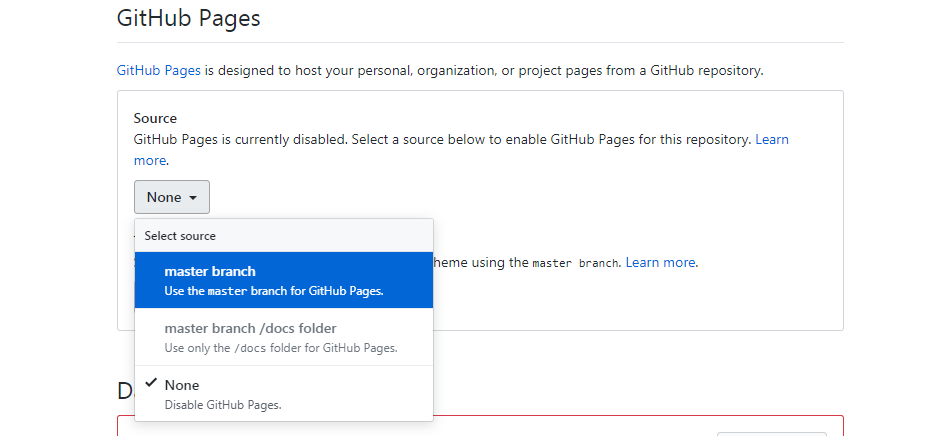 GitHub Pages
GitHub Pages is designed to host your personal, organization, or project pages from a GitHub repository.
Source
GitHub Pages is currently disabled. Select a source below to enable GitHub Pages for this repository. Learn
more.
None
Select source
heme using the master branch. Learn more.
master branch
Use the master branch for GitHub Pages.
master branch /docs folder
Use only the /docs folder for GitHub Pages.
None
Disable GitHub Pages.
D